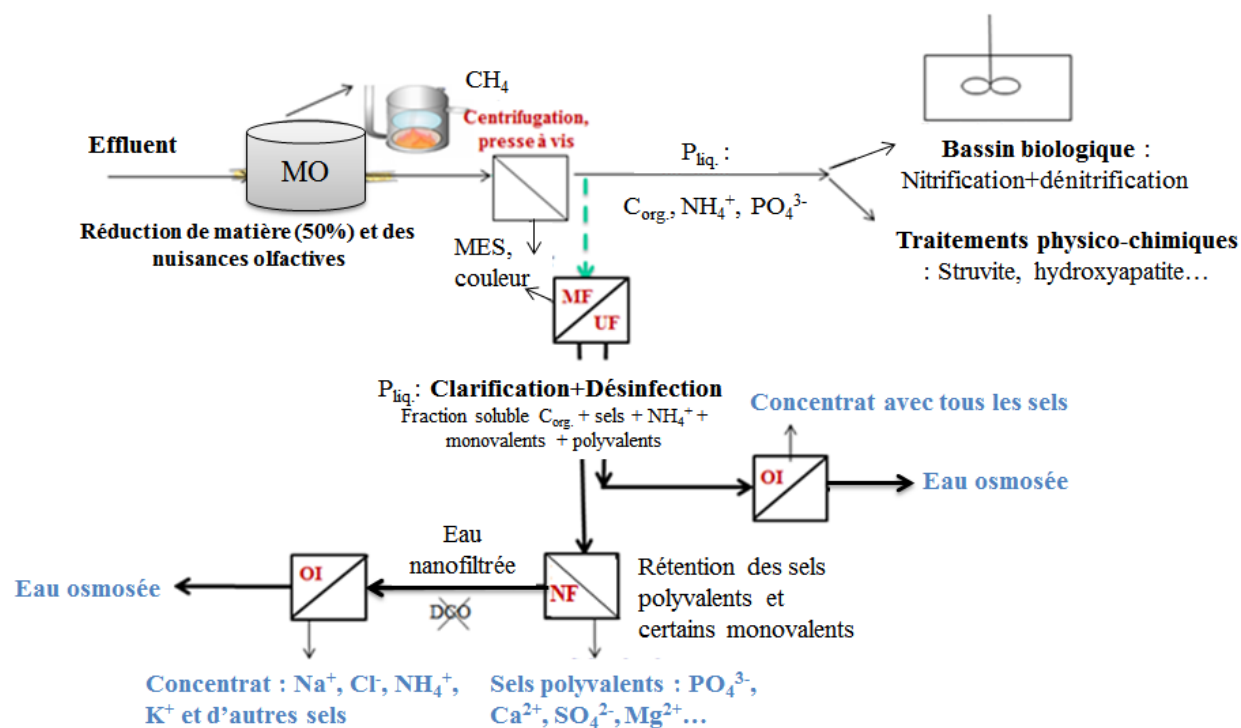 CH₄
Centrifugation,
presse à vis
Effluent
MO
Réduction de matière (50%) et des
nuisances olfactives
MES,
couleur
Pliq. :
Corg., NH₄⁺, PO₄³⁻
Bassin biologique :
Nitrification+dénitrification
Traitements physico-chimiques
: Struvite, hydroxyapatite…
MF
UF
Pliq.: Clarification+Désinfection
Fraction soluble Corg. + sels + NH₄⁺ +
monovalents + polyvalents
Concentrat avec tous les sels
OI
Eau osmosée
Eau
nanofiltrée
DCO
OI
Eau osmosée
NF
Rétention des sels
polyvalents et
certains monovalents
Concentrat : Na⁺, Cl⁻, NH₄⁺,
K⁺ et d'autres sels
Sels polyvalents : PO₄³⁻,
Ca²⁺, SO₄²⁻, Mg²⁺…